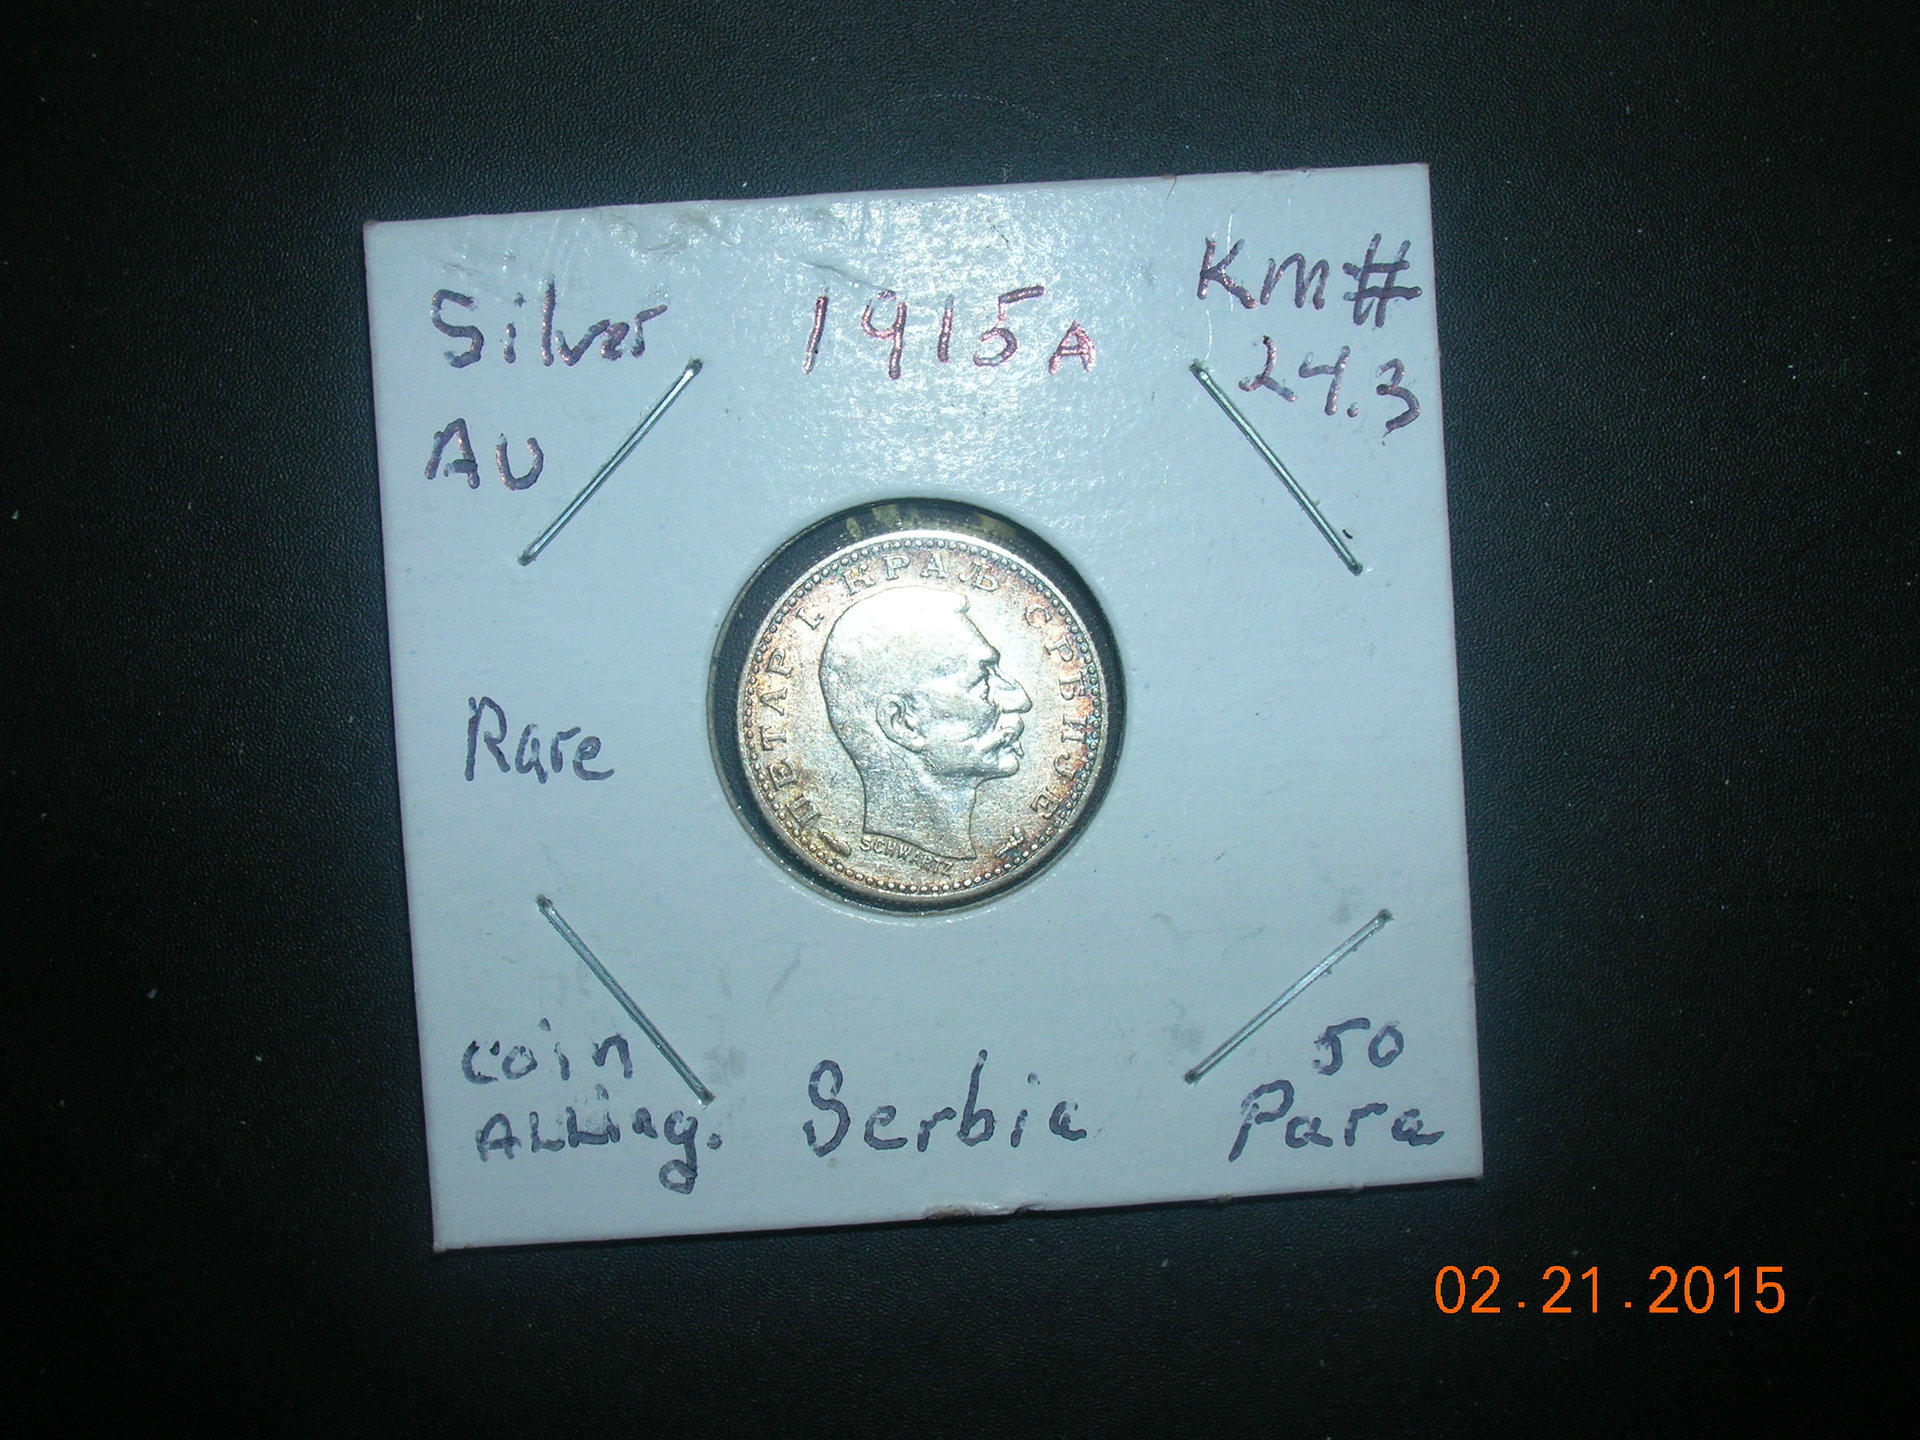 Silver
AU
1915A
KM#
24.3
ПЕТАР I. КРАЉ СРБИЈЕ
SCHWARTZ
Rare
Coin
Alling.
Serbia
50
Para
02.21.2015